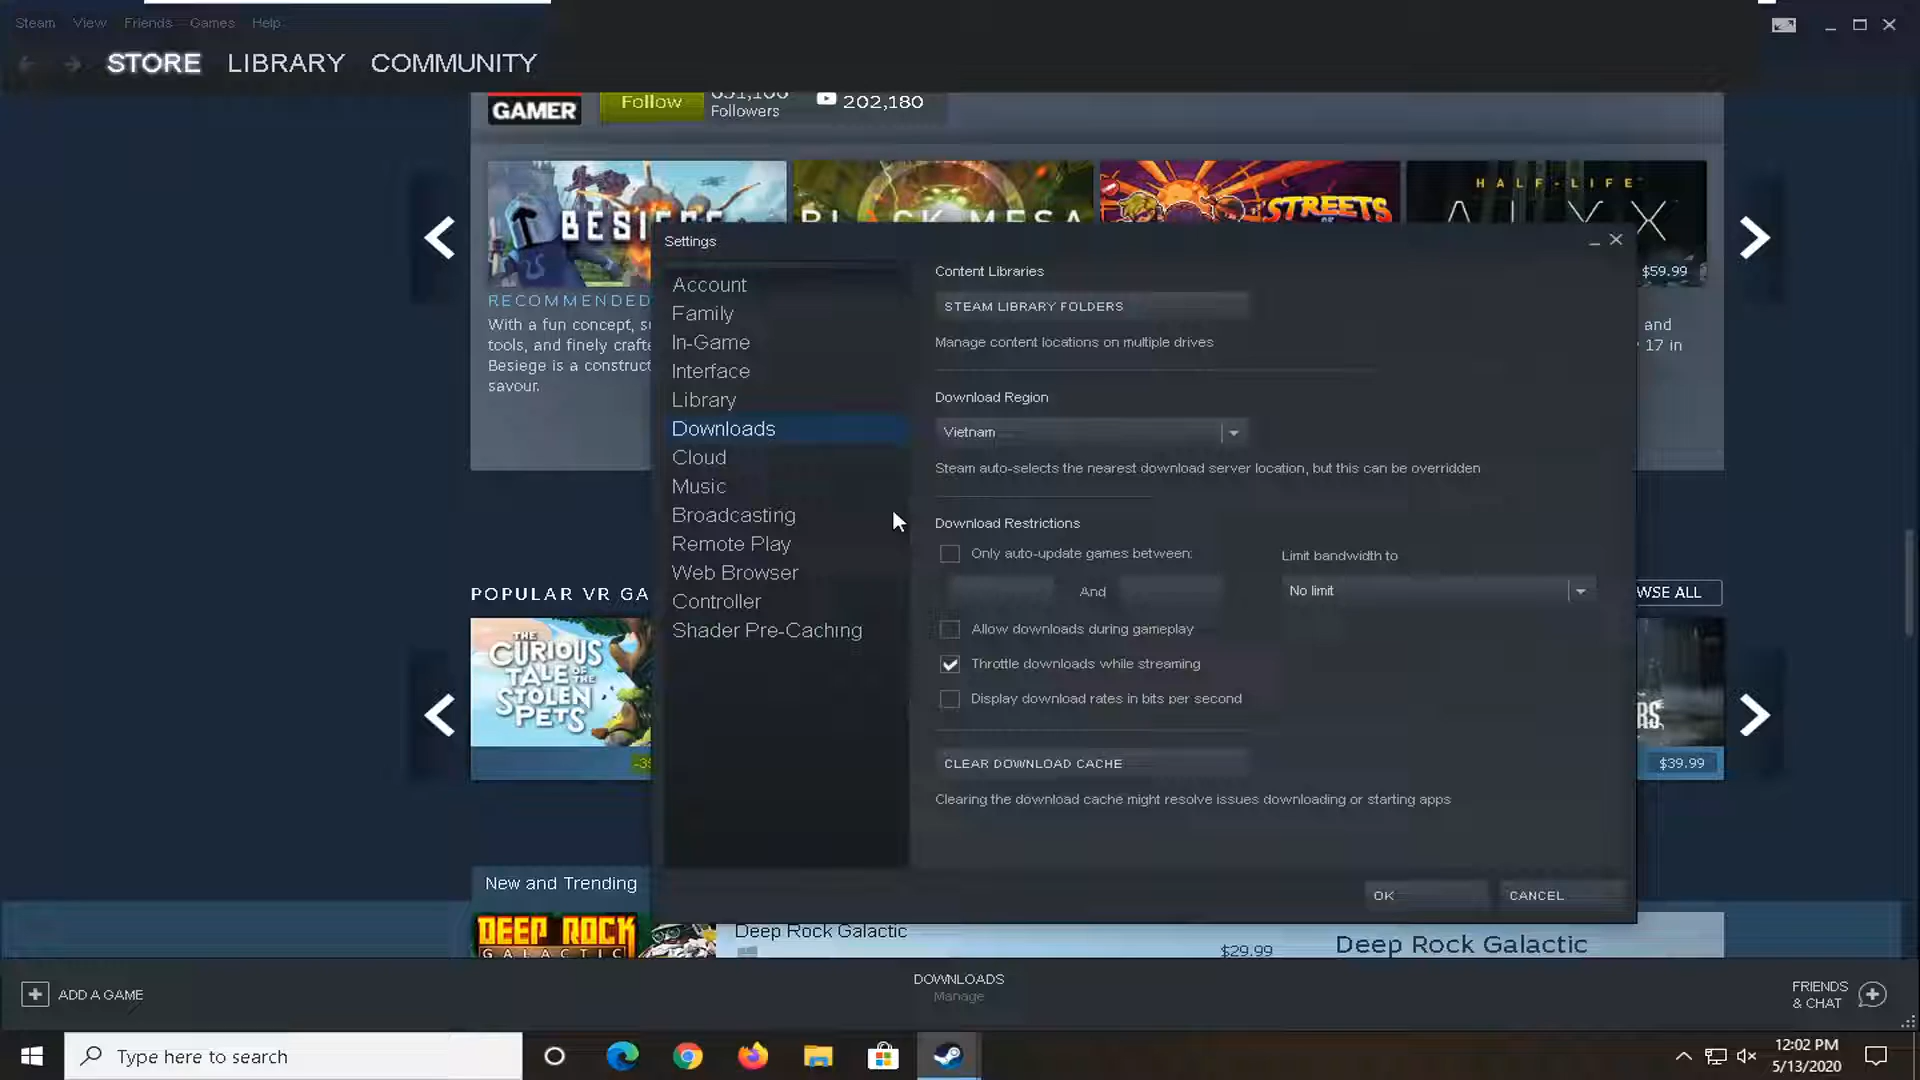 Steam View Friends Games Help
STORE LIBRARY COMMUNITY
GAMER
Follow
Followers
202,180
BESIEGE
BLACK MESA
STREETS
HALF-LIFE
ALYX
$59.99
RECOMMENDED
With a fun concept,
tools, and finely
Besiege is a
savour.
and
17 in
Settings
Account
Family
In-Game
Interface
Library
Downloads
Cloud
Music
Broadcasting
Remote Play
Web Browser
Controller
Shader Pre-Caching
Content Libraries
STEAM LIBRARY FOLDERS
Manage content locations on multiple drives
Download Region
Vietnam
Steam auto-selects the nearest download server location, but this can be overridden
Download Restrictions
Only auto-update games between:
And
Limit bandwidth to
No limit
Allow downloads during gameplay
Throttle downloads while streaming
Display download rates in bits per second
CLEAR DOWNLOAD CACHE
Clearing the download cache might resolve issues downloading or starting apps
OK CANCEL
POPULAR VR GA
WSE ALL
THE
CURIOUS
TALE OF THE
STOLEN
PETS
$39.99
New and Trending
DEEP ROCK
GALACTIC
Deep Rock Galactic
$29.99
Deep Rock Galactic
ADD A GAME
DOWNLOADS
Manage
FRIENDS
& CHAT
Type here to search
12:02 PM
5/13/2020